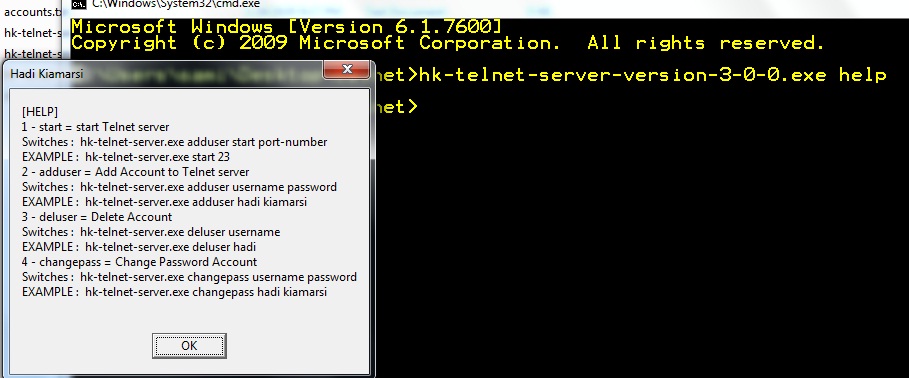 accounts.tx
C:\Windows\System32\cmd.exe
hk-telnet-s
hk-telnet-s
Microsoft Windows [Version 6.1.7600]
Copyright (c) 2009 Microsoft Corporation.  All rights reserved.
net>hk-telnet-server-version-3-0-0.exe help
net>
Hadi Kiamarsi
[HELP]
1 - start = start Telnet server
Switches :  hk-telnet-server.exe adduser start port-number
EXAMPLE :  hk-telnet-server.exe start 23
2 - adduser = Add Account to Telnet server
Switches :  hk-telnet-server.exe adduser username password
EXAMPLE :  hk-telnet-server.exe adduser hadi kiamarsi
3 - deluser = Delete Account
Switches :  hk-telnet-server.exe deluser username
EXAMPLE :  hk-telnet-server.exe deluser hadi
4 - changepass = Change Password Account
Switches :  hk-telnet-server.exe changepass username password
EXAMPLE :  hk-telnet-server.exe changepass hadi kiamarsi
OK